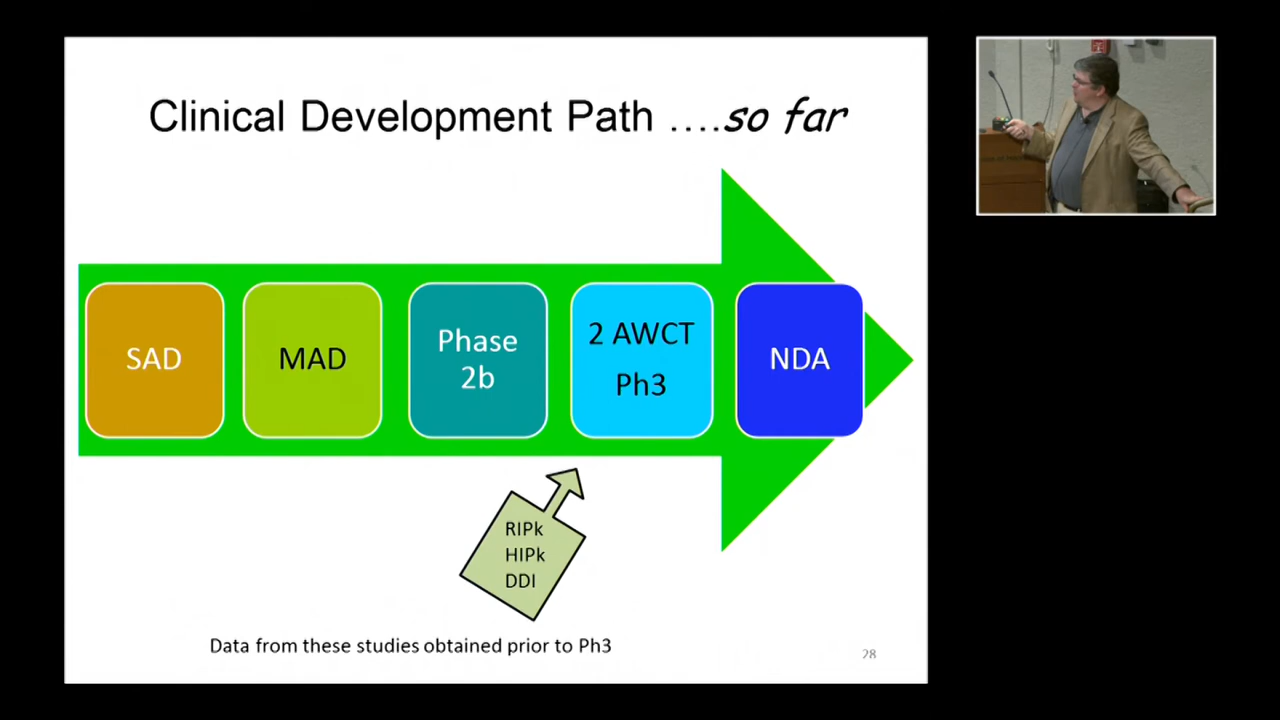 Clinical Development Path ....so far
SAD
MAD
Phase
2b
2 AWCT
Ph3
NDA
RIPk
HIPk
DDI
Data from these studies obtained prior to Ph3
28